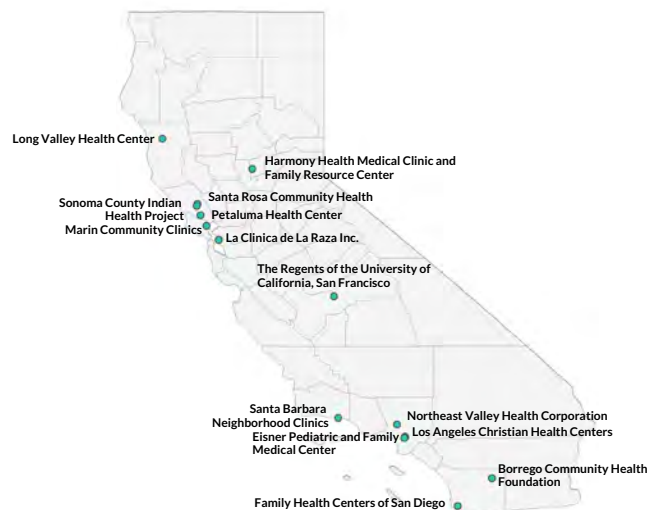 Long Valley Health Center
Harmony Health Medical Clinic and
Family Resource Center
Sonoma County Indian
Health Project
Santa Rosa Community Health
Petaluma Health Center
Marin Community Clinics
La Clinica de La Raza Inc.
The Regents of the University of
California, San Francisco
Santa Barbara
Neighborhood Clinics
Northeast Valley Health Corporation
Los Angeles Christian Health Centers
Eisner Pediatric and Family
Medical Center
Borrego Community Health
Foundation
Family Health Centers of San Diego